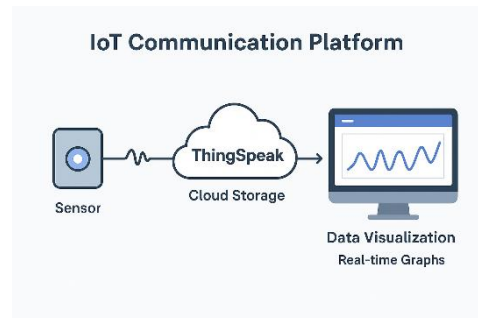 IoT Communication Platform
ThingSpeak
Sensor
Cloud Storage
Data Visualization
Real-time Graphs